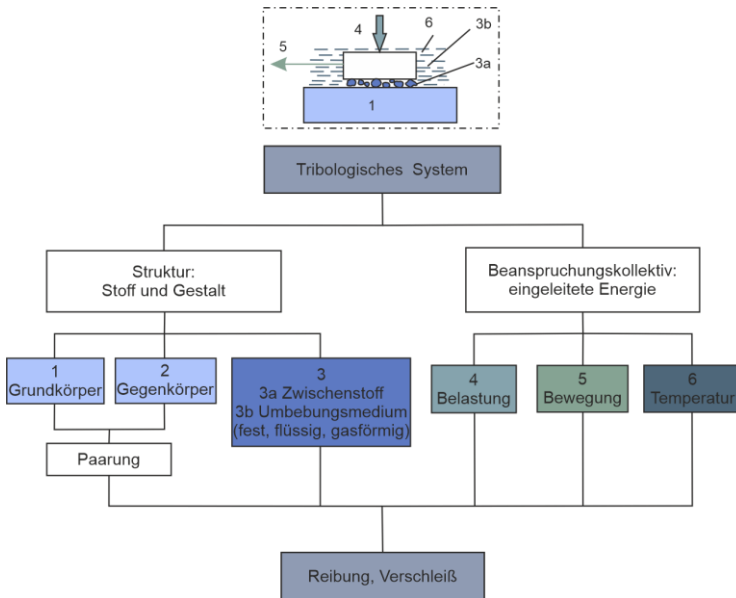 4
6
3b
5
3a
1
Tribologisches System
Struktur:
Stoff und Gestalt
Beanspruchungskollektiv:
eingeleitete Energie
1
Grundkörper
2
Gegenkörper
3
3a Zwischenstoff
3b Umbebungsmedium
(fest, flüssig, gasförmig)
4
Belastung
5
Bewegung
6
Temperatur
Paarung
Reibung, Verschleiß